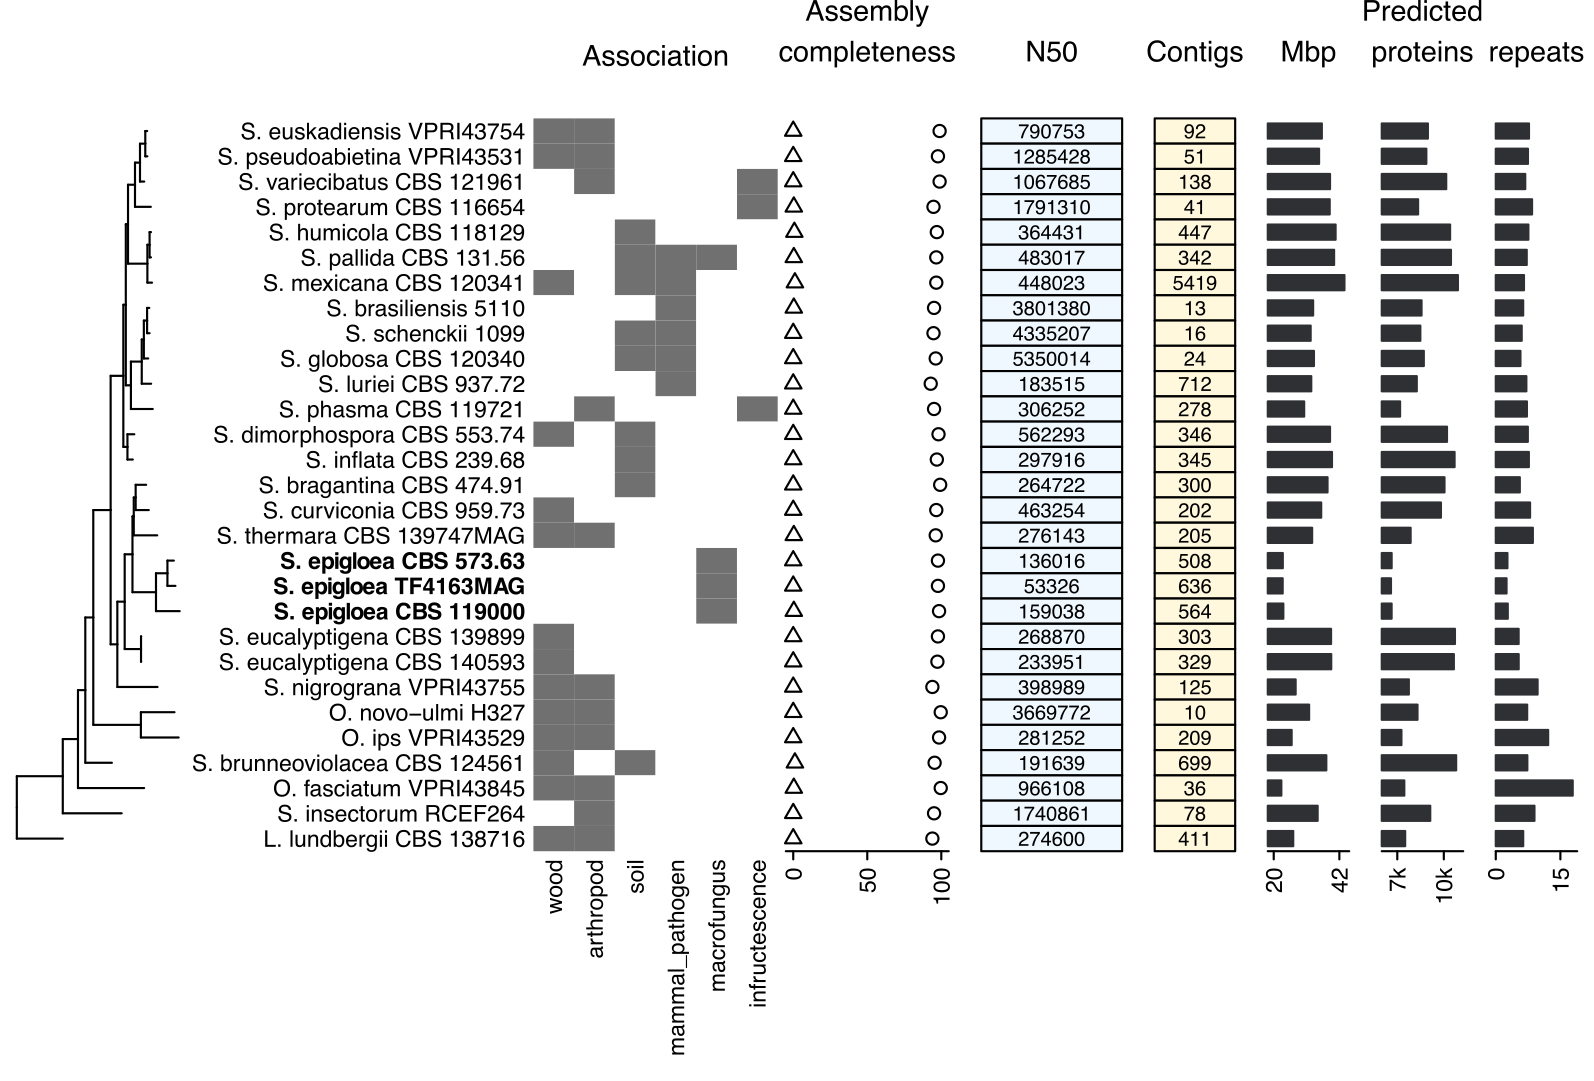 Assembly Predicted
Association completeness N50 Contigs Mbp proteins repeats
S. euskadiensis VPRI43754 790753 92
S. pseudoabietina VPRI43531 1285428 51
S. variecibatus CBS 121961 1067685 138
S. protearum CBS 116654 1791310 41
S. humicola CBS 118129 364431 447
S. pallida CBS 131.56 483017 342
S. mexicana CBS 120341 448023 5419
S. brasiliensis 5110 3801380 13
S. schenckii 1099 4335207 16
S. globosa CBS 120340 5350014 24
S. luriei CBS 937.72 183515 712
S. phasma CBS 119721 306252 278
S. dimorphospora CBS 553.74 562293 346
S. inflata CBS 239.68 297916 345
S. bragantina CBS 474.91 264722 300
S. curviconia CBS 959.73 463254 202
S. thermara CBS 139747MAG 276143 205
S. epigloea CBS 573.63 136016 508
S. epigloea TF4163MAG 53326 636
S. epigloea CBS 119000 159038 564
S. eucalyptigena CBS 139899 268870 303
S. eucalyptigena CBS 140593 233951 329
S. nigrograna VPRI43755 398989 125
O. novo−ulmi H327 3669772 10
O. ips VPRI43529 281252 209
S. brunneoviolacea CBS 124561 191639 699
O. fasciatum VPRI43845 966108 36
S. insectorum RCEF264 1740861 78
L. lundbergii CBS 138716 274600 411
wood arthropod soil mammal_pathogen macrofungus infructescence 0 50 100 20 42 7k 10k 0 15